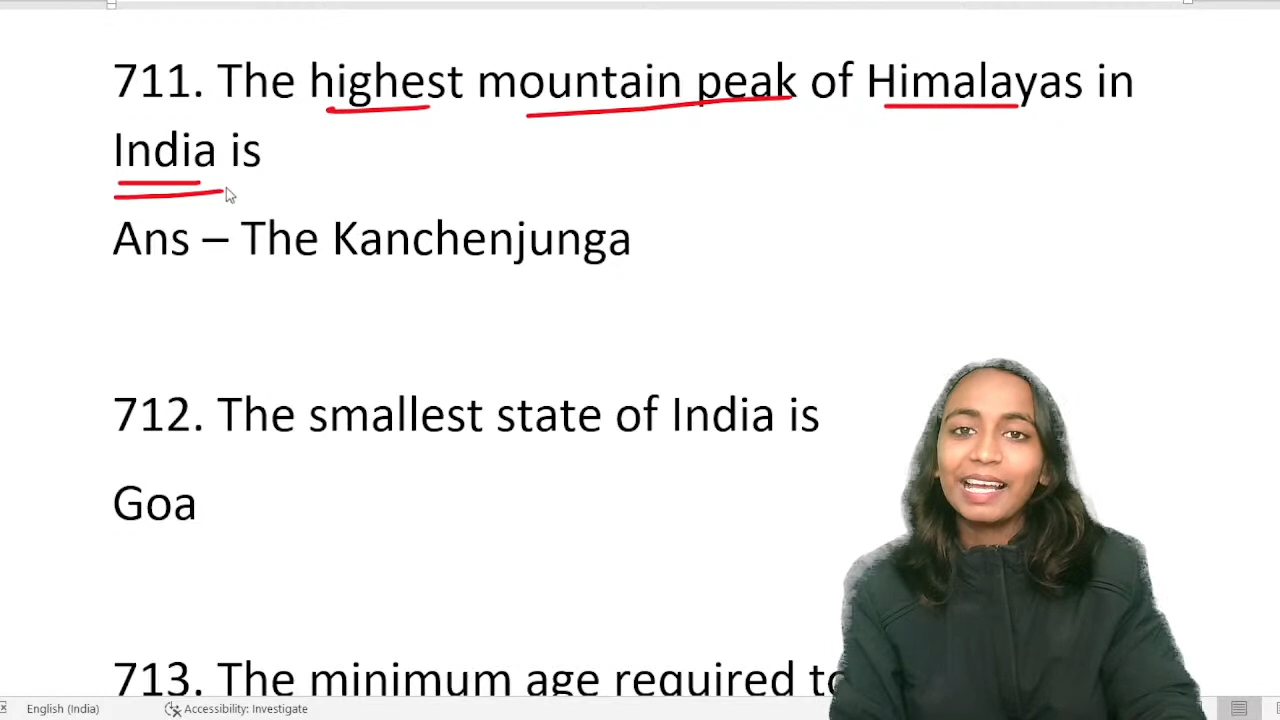 711. The highest mountain peak of Himalayas in
India is
Ans – The Kanchenjunga
712. The smallest state of India is
Goa
713. The minimum age required to
English (India)
Accessibility: Investigate